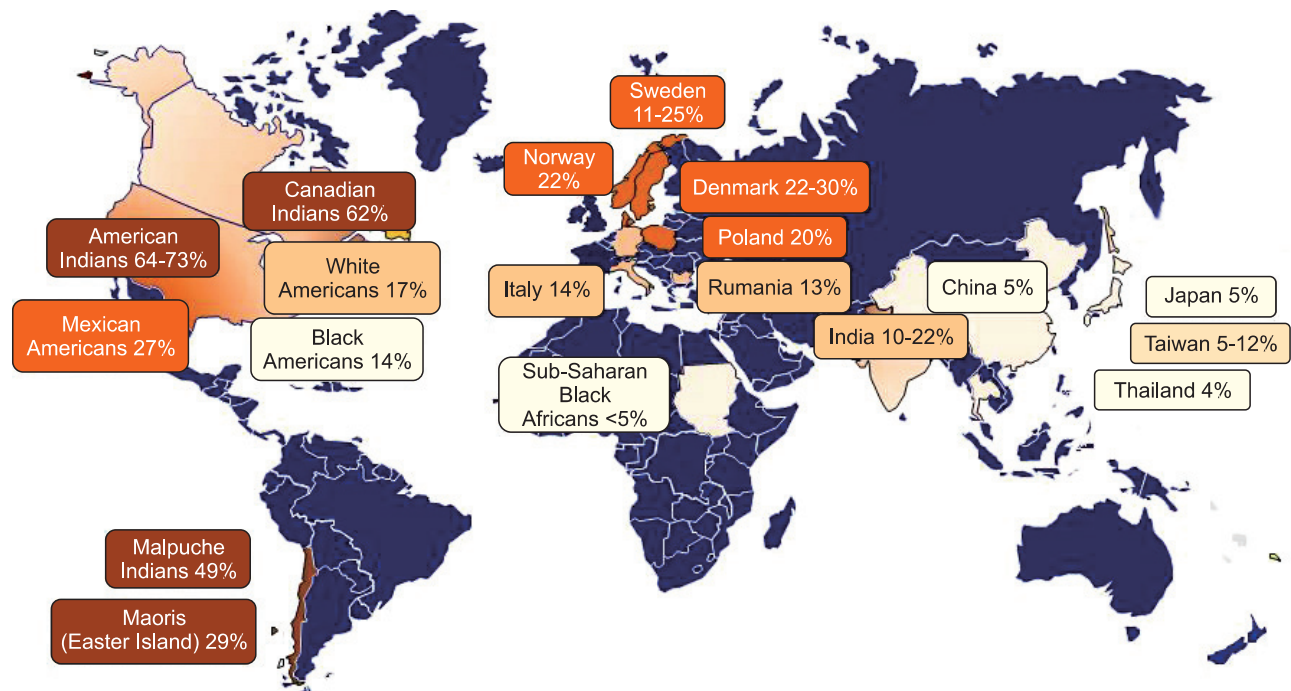 Sweden
11-25%
Norway
22%
Denmark 22-30%
Canadian
Indians 62%
American
Indians 64-73%
Poland 20%
White
Americans 17%
Italy 14%
Rumania 13%
China 5%
Japan 5%
Mexican
Americans 27%
Black
Americans 14%
India 10-22%
Taiwan 5-12%
Sub-Saharan
Black
Africans <5%
Thailand 4%
Malpuche
Indians 49%
Maoris
(Easter Island) 29%